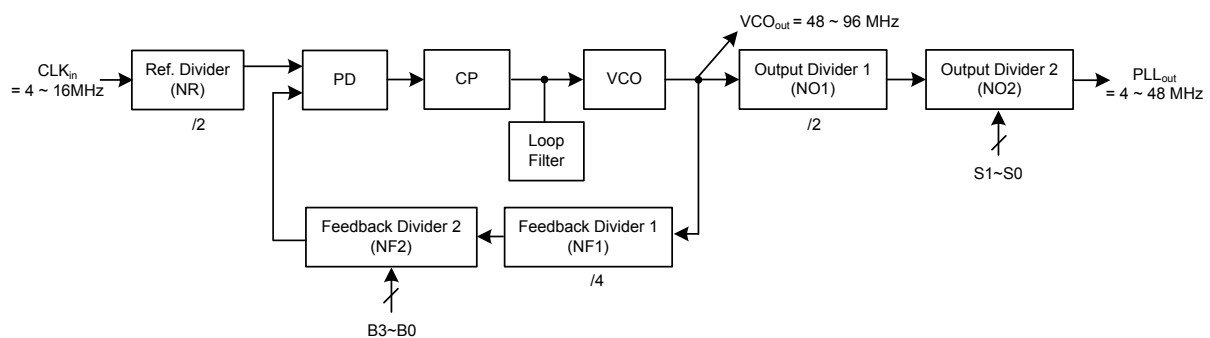 VCOout = 48 ~ 96 MHz
CLKin
= 4 ~ 16MHz
Ref. Divider
(NR)
/2
PD
CP
VCO
Output Divider 1
(NO1)
/2
Output Divider 2
(NO2)
PLLout
= 4 ~ 48 MHz
Loop
Filter
S1~S0
Feedback Divider 2
(NF2)
Feedback Divider 1
(NF1)
/4
B3~B0